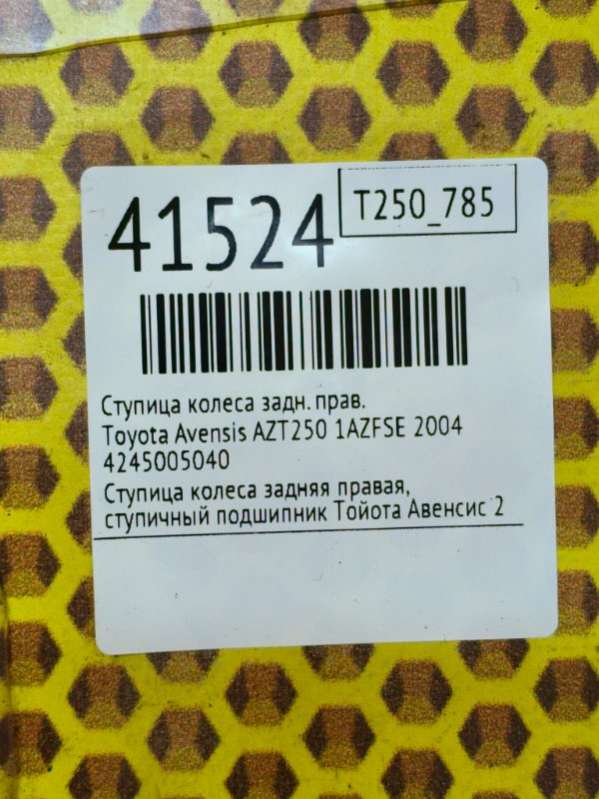 41524
T250_785
Ступица колеса задн. прав.
Toyota Avensis AZT250 1AZFSE 2004
4245005040
Ступица колеса задняя правая,
ступичный подшипник Тойота Авенсис 2